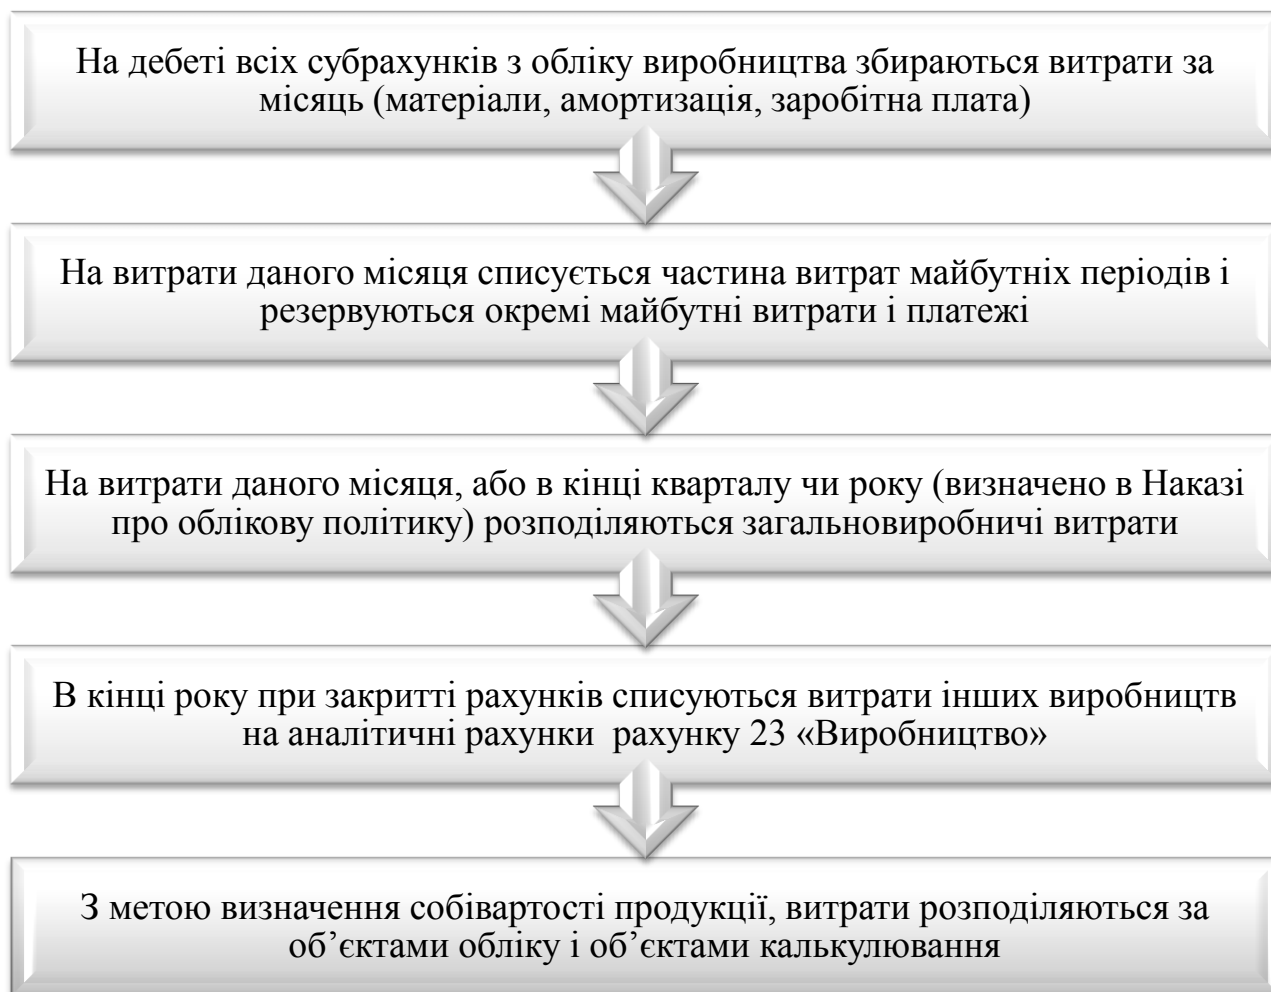 На дебеті всіх субрахунків з обліку виробництва збираються витрати за
місяць (матеріали, амортизація, заробітна плата)
На витрати даного місяця списується частина витрат майбутніх періодів і
резервуються окремі майбутні витрати і платежі
На витрати даного місяця, або в кінці кварталу чи року (визначено в Наказі
про облікову політику) розподіляються загальновиробничі витрати
В кінці року при закритті рахунків списуються витрати інших виробництв
на аналітичні рахунки рахунку 23 «Виробництво»
З метою визначення собівартості продукції, витрати розподіляються за
об’єктами обліку і об’єктами калькулювання